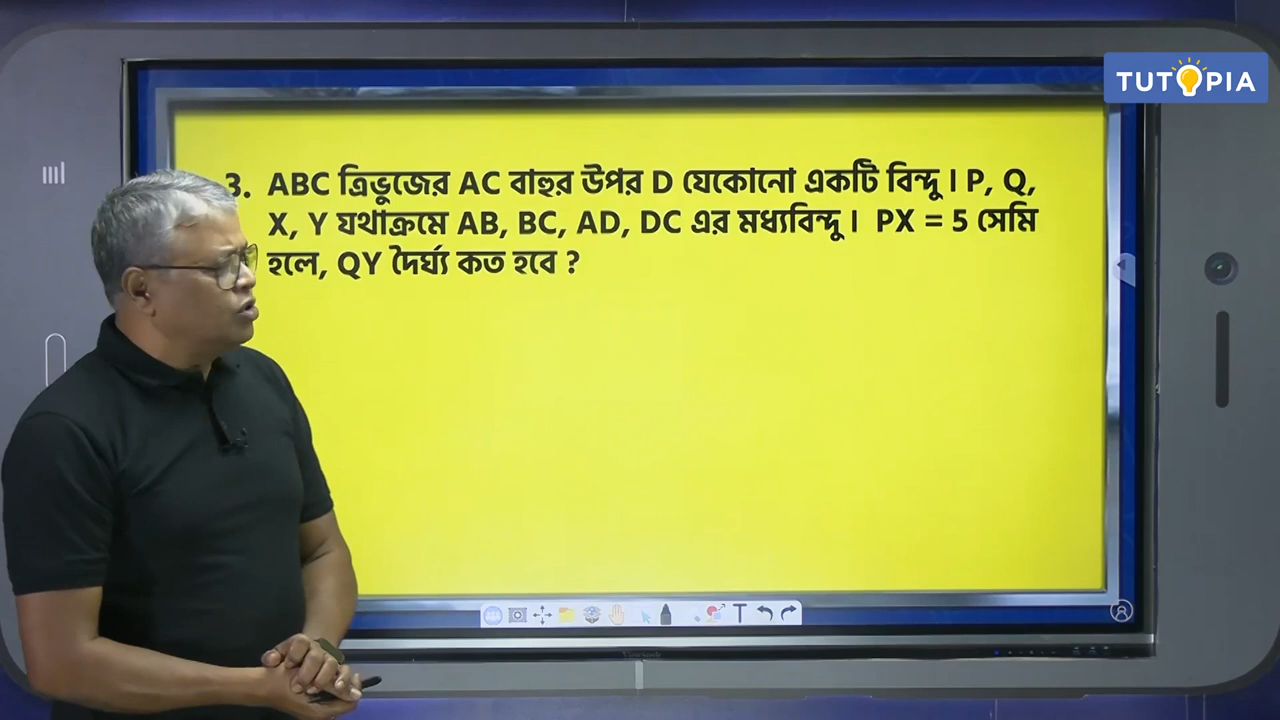 TUTOPIA
3. ABC ত্রিভুজের AC বাহুর উপর D যেকোনো একটি বিন্দু । P, Q,
X, Y যথাক্রমে AB, BC, AD, DC এর মধ্যবিন্দু । PX = 5 সেমি
হলে, QY দৈর্ঘ্য কত হবে ?